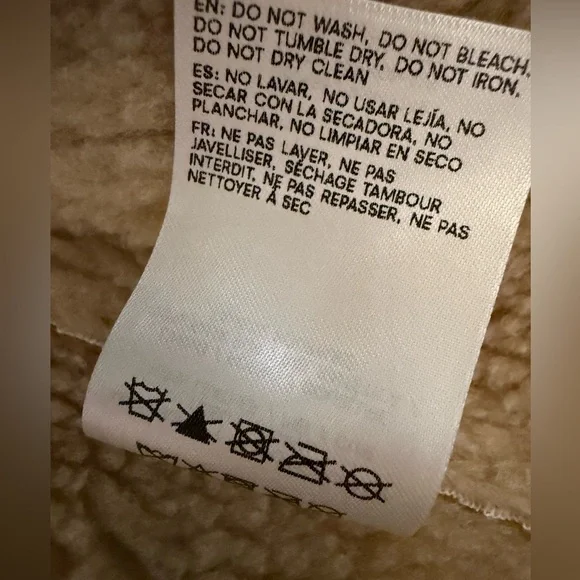 EN: DO NOT WASH, DO NOT BLEACH,
DO NOT TUMBLE DRY, DO NOT IRON,
DO NOT DRY CLEAN
ES: NO LAVAR, NO USAR LEJÍA, NO
SECAR CON LA SECADORA, NO
PLANCHAR, NO LIMPIAR EN SECO
FR: NE PAS LAVER, NE PAS
JAVELLISER, SÉCHAGE TAMBOUR
INTERDIT, NE PAS REPASSER, NE PAS
NETTOYER À SEC